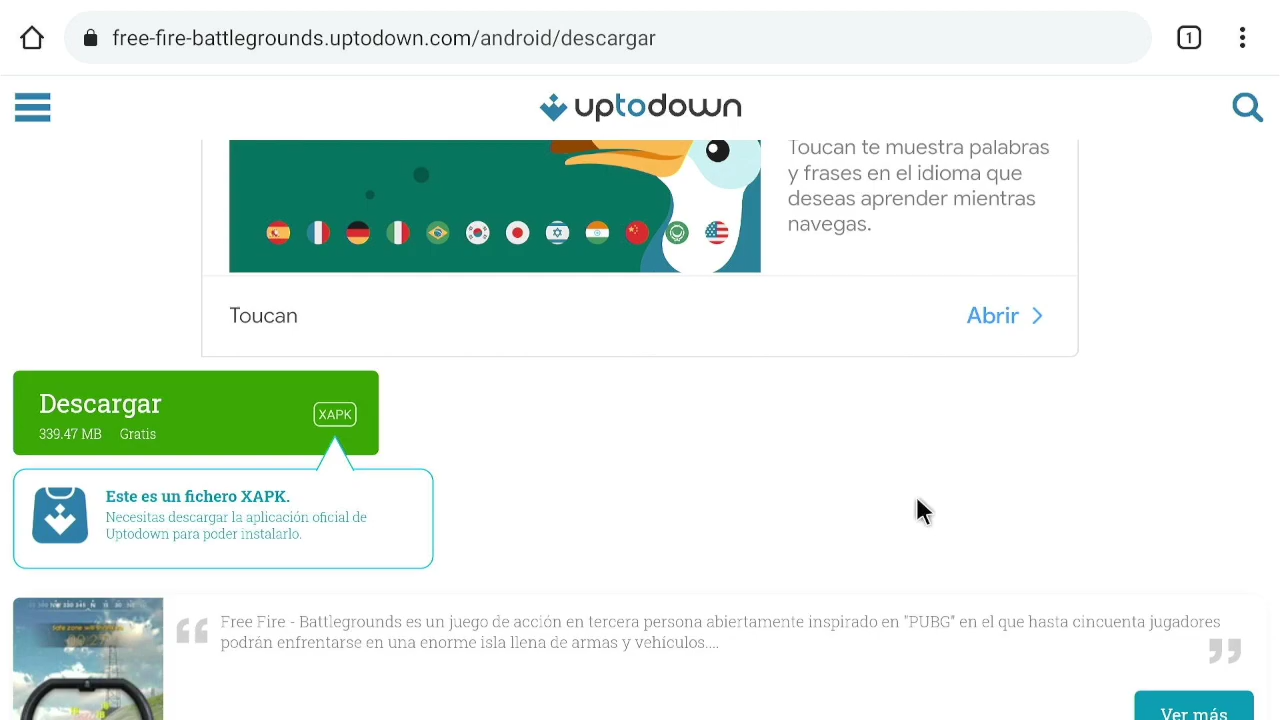 free-fire-battlegrounds.uptodown.com/android/descargar
1
uptodown
Toucan te muestra palabras
y frases en el idioma que
deseas aprender mientras
navegas.
Toucan
Abrir
Descargar
339.47 MB Gratis
XAPK
Este es un fichero XAPK.
Necesitas descargar la aplicación oficial de
Uptodown para poder instalarlo.
Free Fire - Battlegrounds es un juego de acción en tercera persona abiertamente inspirado en "PUBG" en el que hasta cincuenta jugadores
podrán enfrentarse en una enorme isla llena de armas y vehículos....
Ver más